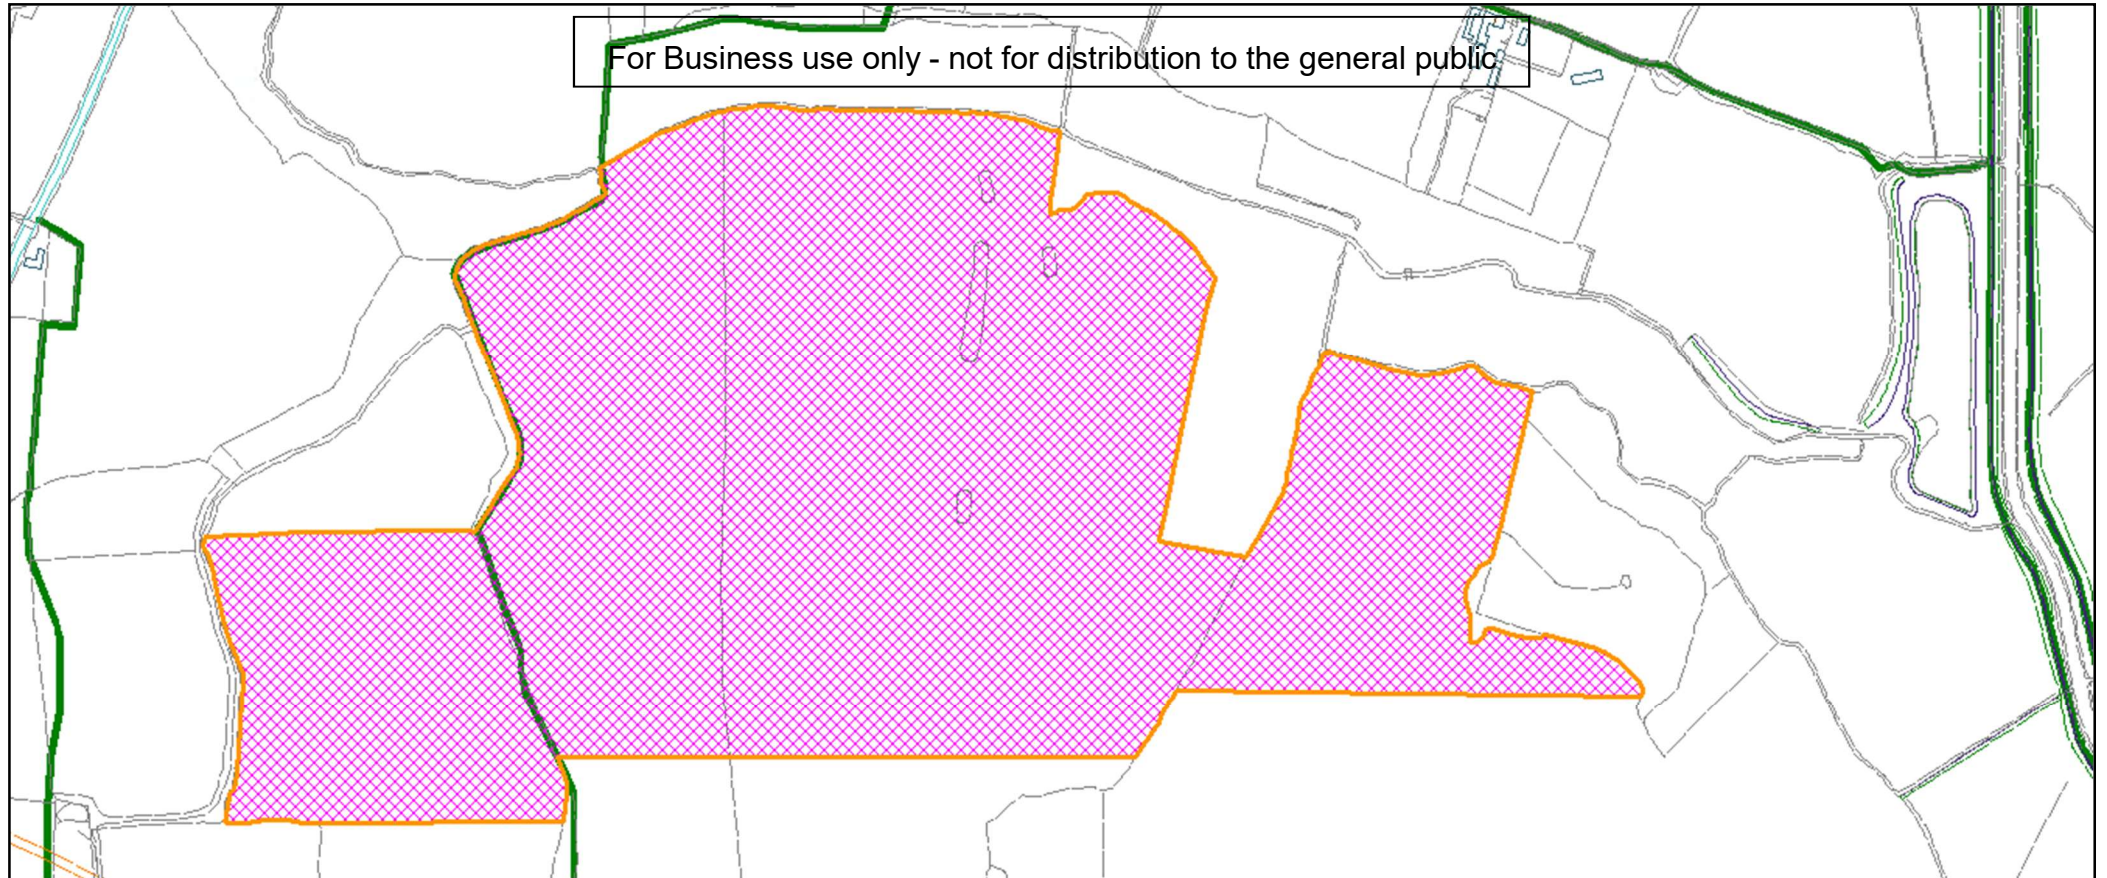 For Business use only - not for distribution to the general public